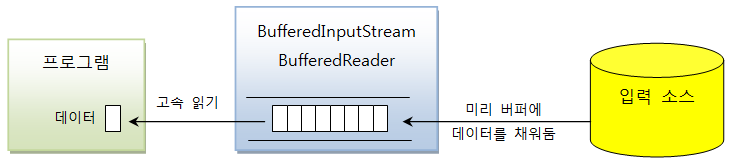 프로그램
데이터
고속 읽기
BufferedInputStream
BufferedReader
미리 버퍼에
데이터를 채워둠
입력 소스